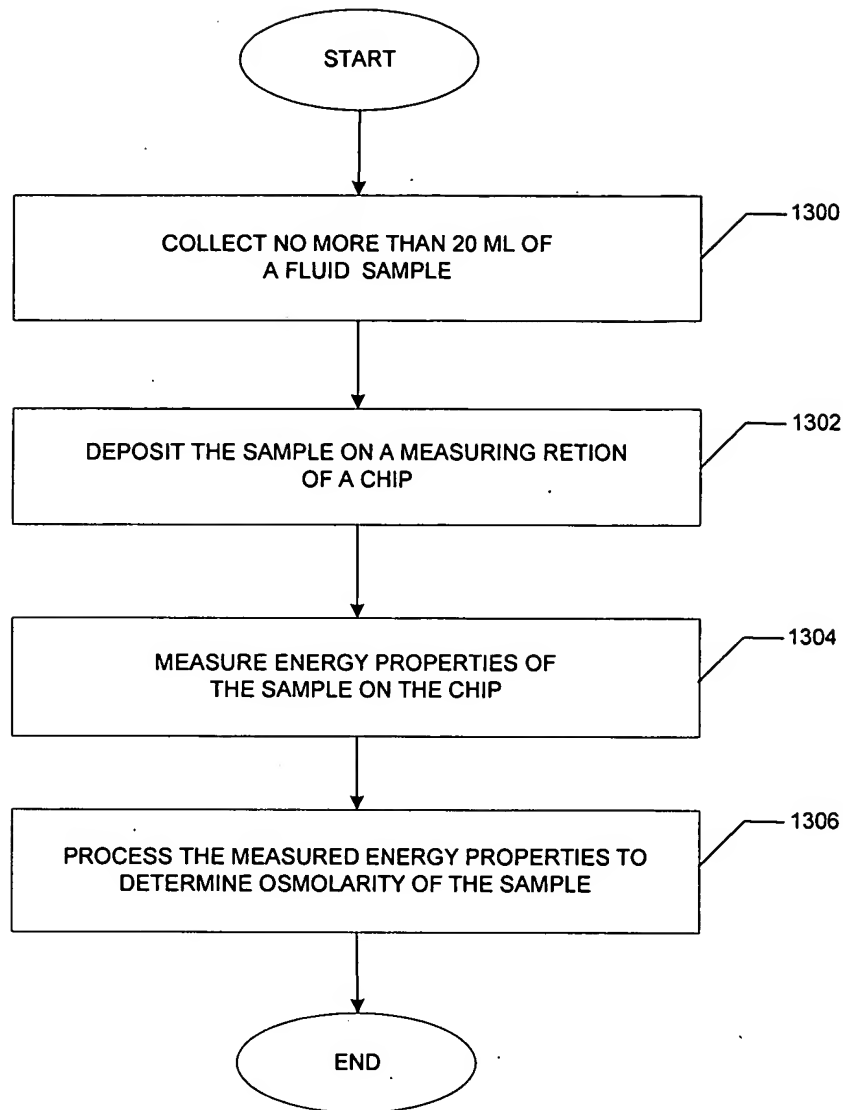 START
COLLECT NO MORE THAN 20 ML OF
A FLUID SAMPLE
1300
DEPOSIT THE SAMPLE ON A MEASURING RETION
OF A CHIP
1302
MEASURE ENERGY PROPERTIES OF
THE SAMPLE ON THE CHIP
1304
PROCESS THE MEASURED ENERGY PROPERTIES TO
DETERMINE OSMOLARITY OF THE SAMPLE
1306
END